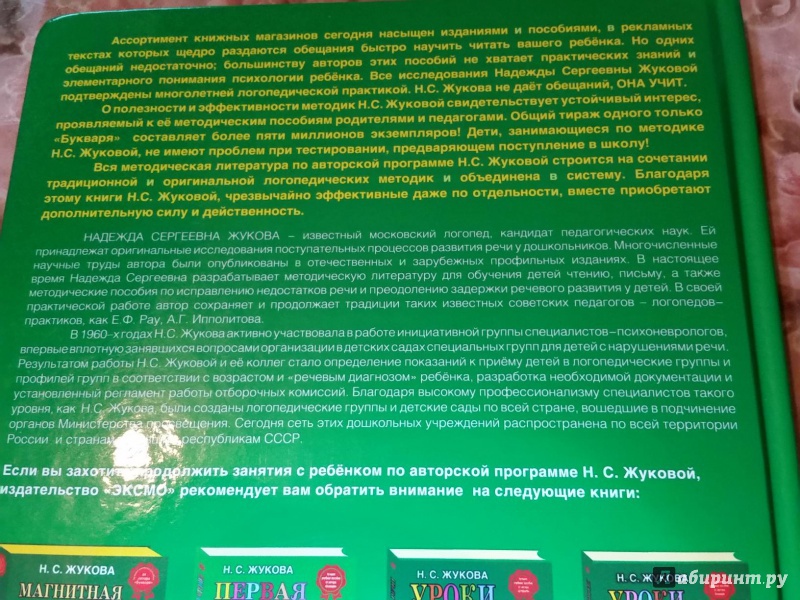 Ассортимент книжных магазинов сегодня насыщен изданиями и пособиями, в рекламных
текстах которых щедро раздаются обещания быстро научить читать вашего ребёнка. Но одних
обещаний недостаточно; большинству авторов этих пособий не хватает практических знаний и
элементарного понимания психологии ребёнка. Все исследования Надежды Сергеевны Жуковой
подтверждены многолетней логопедической практикой. Н.С. Жукова не даёт обещаний, ОНА УЧИТ.
О полезности и эффективности методик Н.С. Жуковой свидетельствует устойчивый интерес,
проявляемый к её методическим пособиям родителями и педагогами. Общий тираж одного только
«Букваря» составляет более пяти миллионов экземпляров! Дети, занимающиеся по методике
Н.С. Жуковой, не имеют проблем при тестировании, предваряющем поступление в школу!
Вся методическая литература по авторской программе Н.С. Жуковой строится на сочетании
традиционной и оригинальной логопедических методик и объединена в систему. Благодаря
этому книги Н.С. Жуковой, чрезвычайно эффективные даже по отдельности, вместе приобретают
дополнительную силу и действенность.
НАДЕЖДА СЕРГЕЕВНА ЖУКОВА – известный московский логопед, кандидат педагогических наук. Ей
принадлежат оригинальные исследования поступательных процессов развития речи у дошкольников. Многочисленные
научные труды автора были опубликованы в отечественных и зарубежных профильных изданиях. В настоящее
время Надежда Сергеевна разрабатывает методическую литературу для обучения детей чтению, письму, а также
методические пособия по исправлению недостатков речи и преодолению задержки речевого развития у детей. В своей
практической работе автор сохраняет и продолжает традиции таких известных советских педагогов – логопедов–
практиков, как Е.Ф. Рау, А.Г. Ипполитова.
В 1960–х годах Н.С. Жукова активно участвовала в работе инициативной группы специалистов–психоневрологов,
впервые вплотную занявшихся вопросами организации в детских садах специальных групп для детей с нарушениями речи.
Результатом работы Н.С. Жуковой и её коллег стало определение показаний к приёму детей в логопедические группы и
профилей групп в соответствии с возрастом и «речевым диагнозом» ребёнка, разработка необходимой документации и
установленный регламент работы отборочных комиссий. Благодаря высокому профессионализму специалистов такого
уровня, как Н.С. Жукова, были созданы логопедические группы и детские сады по всей стране, вошедшие в подчинение
органов Министерства просвещения. Сегодня сеть этих дошкольных учреждений распространена по всей территории
России и странам республикам СССР.
Если вы захотите продолжить занятия с ребёнком по авторской программе Н. С. Жуковой,
издательство «ЭКСМО» рекомендует вам обратить внимание на следующие книги:
Н. С. ЖУКОВА
МАГНИТНАЯ
Н. С. ЖУКОВА
ПЕРВАЯ
Н. С. ЖУКОВА
УРОКИ
Н. С. ЖУКОВА
УРОКИ
Лабиринт.ру